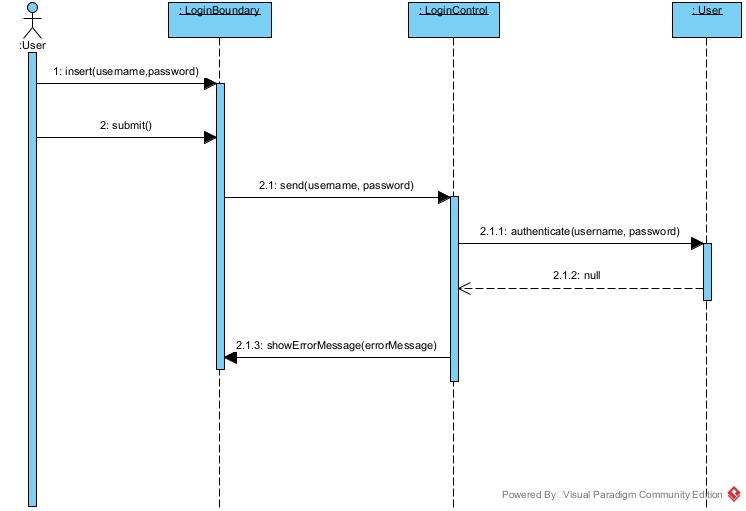 : LoginBoundary
: LoginControl
: User
:User
1: insert(username,password)
2: submit()
2.1: send(username, password)
2.1.1: authenticate(username, password)
2.1.2: null
2.1.3: showErrorMessage(errorMessage)
Powered By Visual Paradigm Community Edition